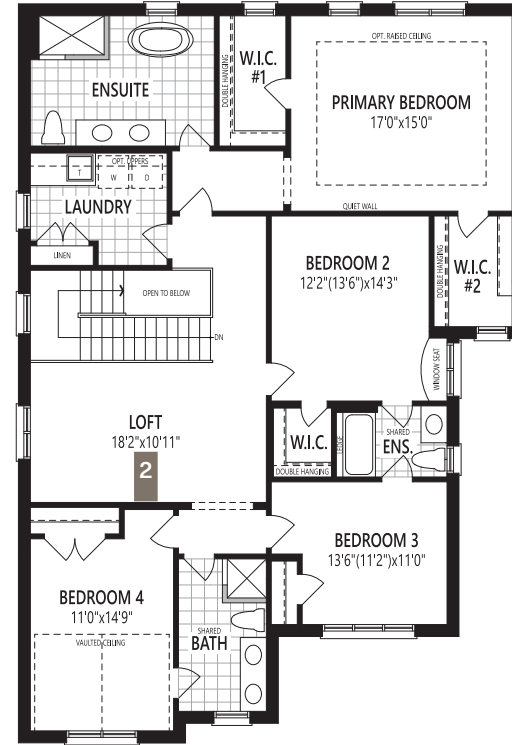 OPT. RAISED CEILING
W.I.C.
#1
DOUBLE HANGING
ENSUITE
PRIMARY BEDROOM
17'0"x15'0"
OPT. UPPERS
T
W
D
LAUNDRY
LINEN
QUIET WALL
BEDROOM 2
12'2"(13'6")x14'3"
DOUBLE HANGING
W.I.C.
#2
OPEN TO BELOW
DN
WINDOW SEAT
LOFT
18'2"x10'11"
2
W.I.C.
DOUBLE HANGING
LEDGE
SHARED
ENS.
BEDROOM 3
13'6"(11'2")x11'0"
BEDROOM 4
11'0"x14'9"
VAULTED CEILING
SHARED
BATH